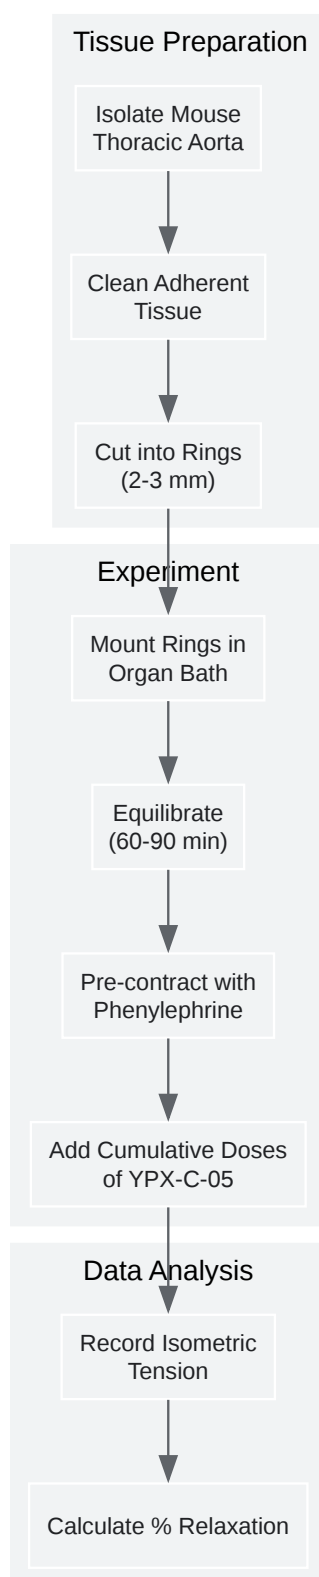 Tissue Preparation
Isolate Mouse
Thoracic Aorta
Clean Adherent
Tissue
Cut into Rings
(2-3 mm)
Experiment
Mount Rings in
Organ Bath
Equilibrate
(60-90 min)
Pre-contract with
Phenylephrine
Add Cumulative Doses
of YPX-C-05
Data Analysis
Record Isometric
Tension
Calculate % Relaxation